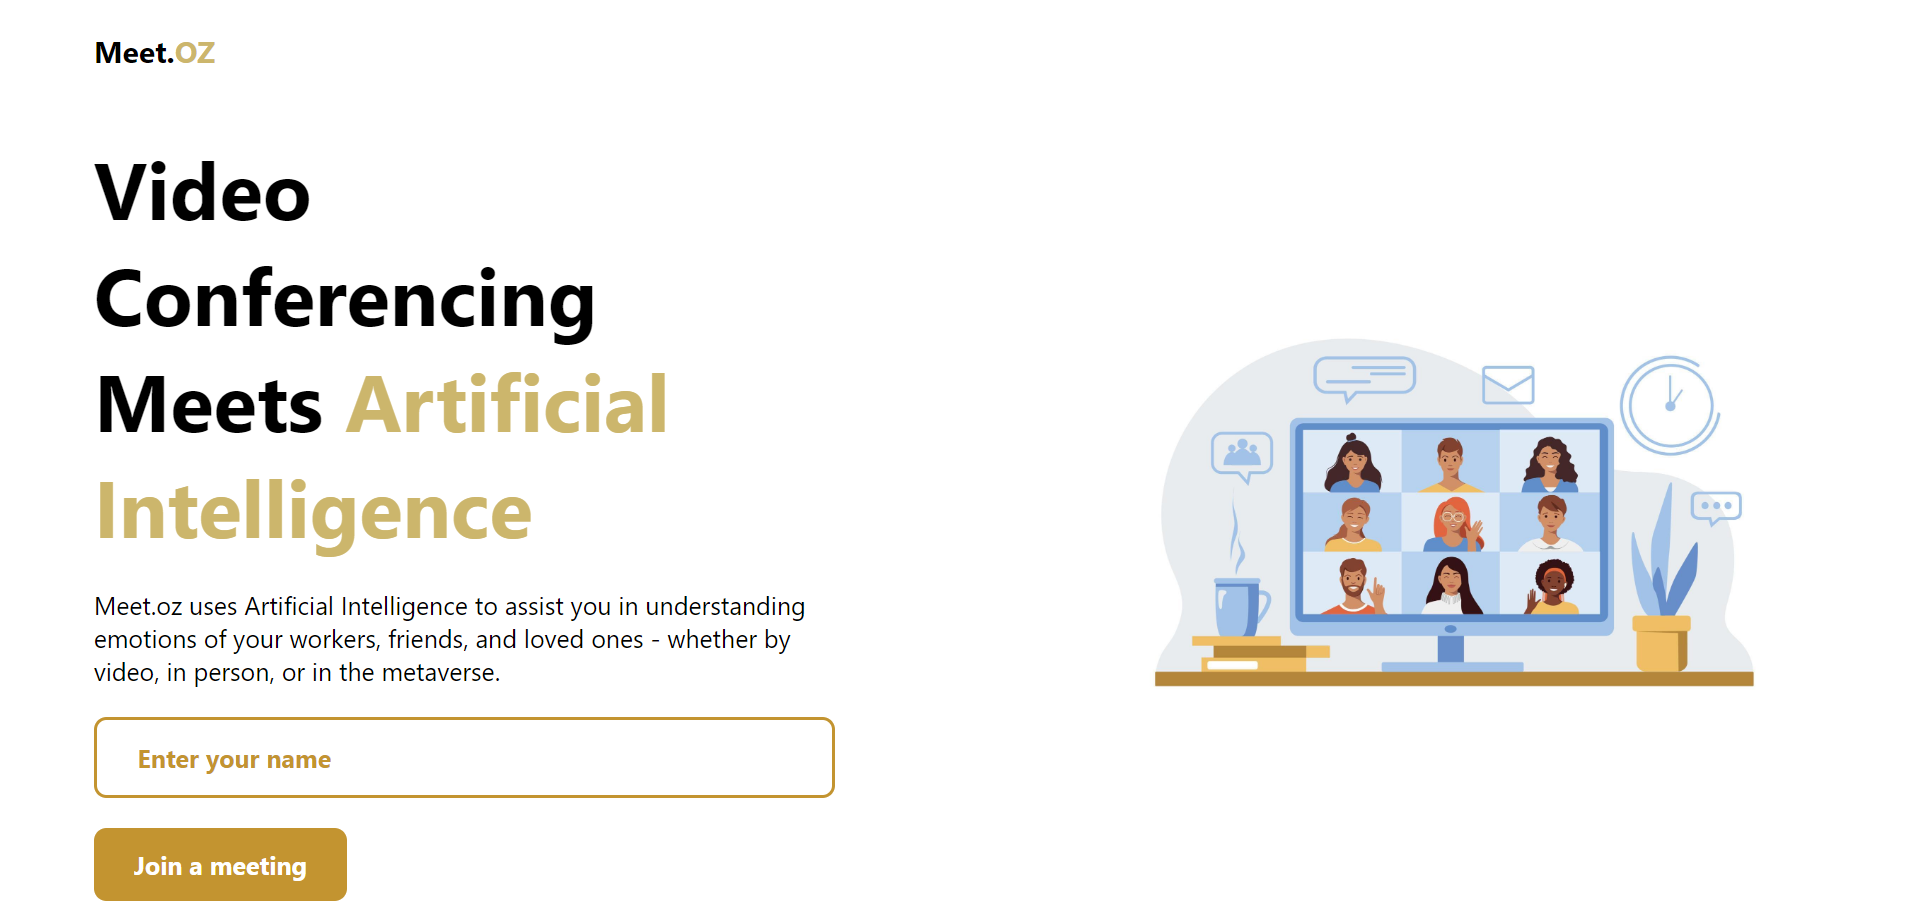 Meet.OZ
Video
Conferencing
Meets Artificial
Intelligence
Meet.oz uses Artificial Intelligence to assist you in understanding
emotions of your workers, friends, and loved ones - whether by
video, in person, or in the metaverse.
Enter your name
Join a meeting